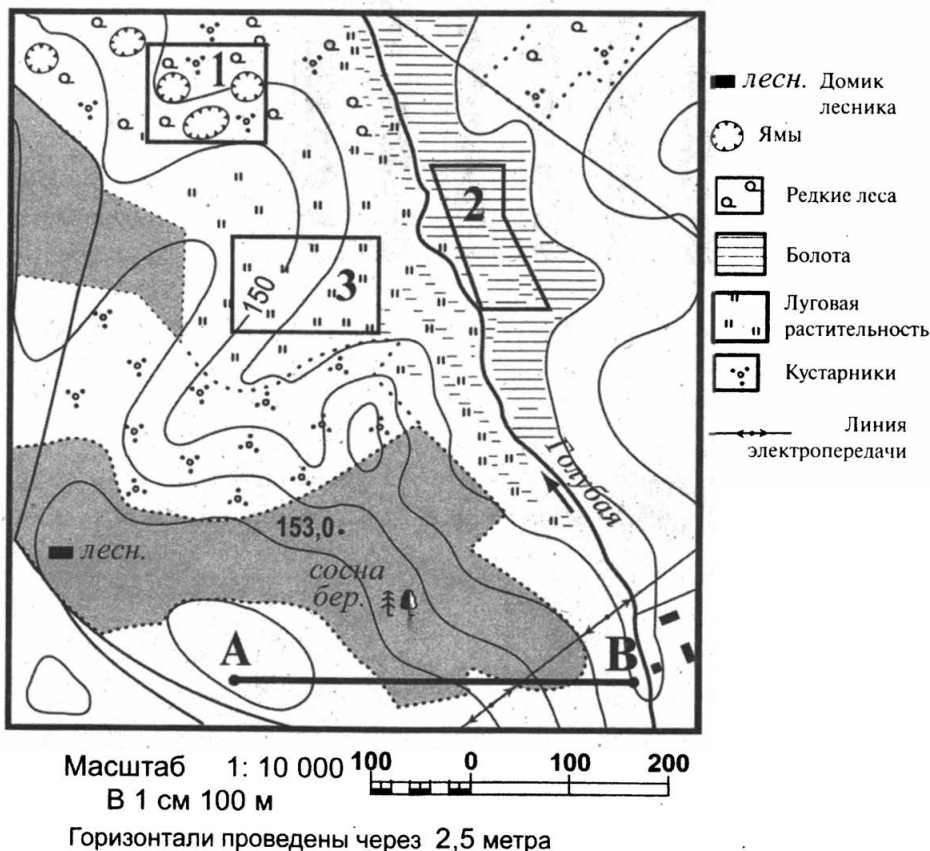 1
2
150
3
Голубая
153,0
лесн.
сосна
бер.
А
В
лесн. Домик
лесника
Ямы
Редкие леса
Болота
Луговая
растительность
Кустарники
Линия
электропередачи
Масштаб 1: 10 000
В 1 см 100 м
100 0 100 200
Горизонтали проведены через 2,5 метра